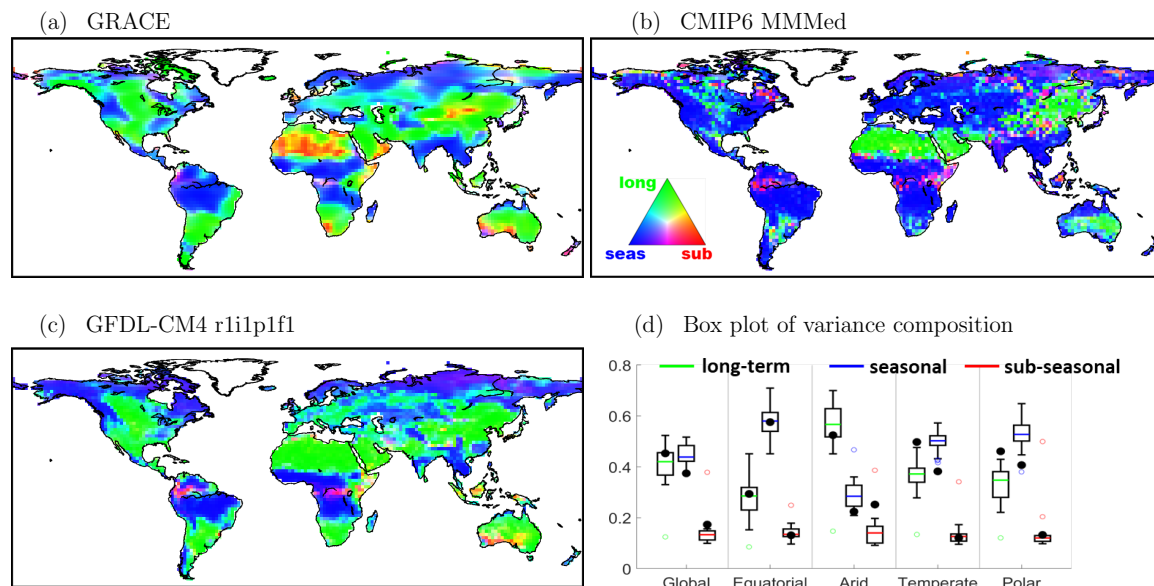 (a) GRACE
(b) CMIP6 MMMed
long
seas sub
(c) GFDL-CM4 r1i1p1f1
(d) Box plot of variance composition
0.8
long-term seasonal sub-seasonal
0.6
0.4
0.2
0
Global Equatorial Arid Temperate Polar